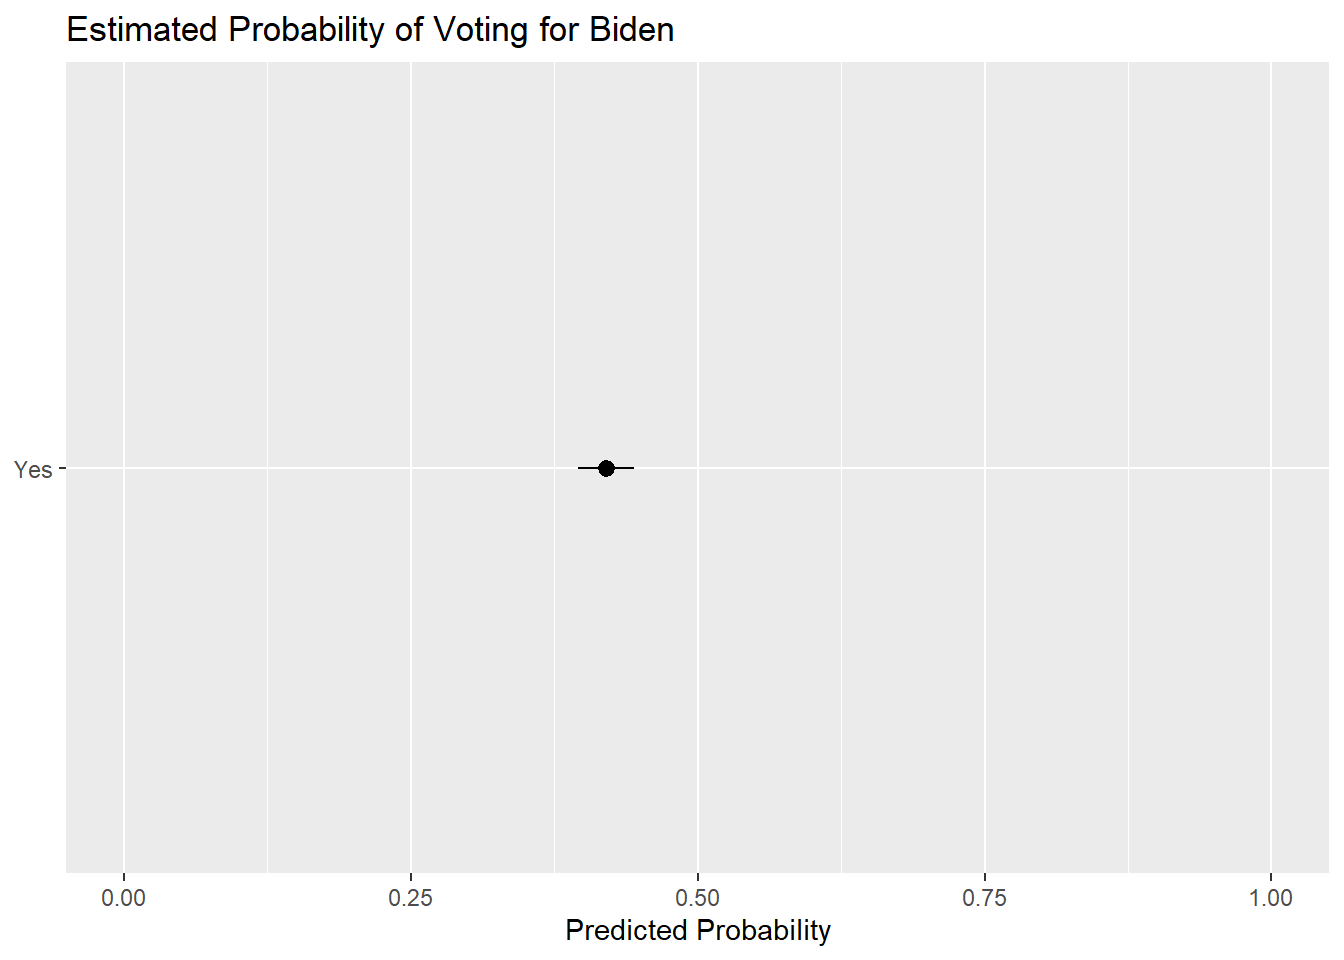 Estimated Probability of Voting for Biden
Yes
0.00 0.25 0.50 0.75 1.00
Predicted Probability